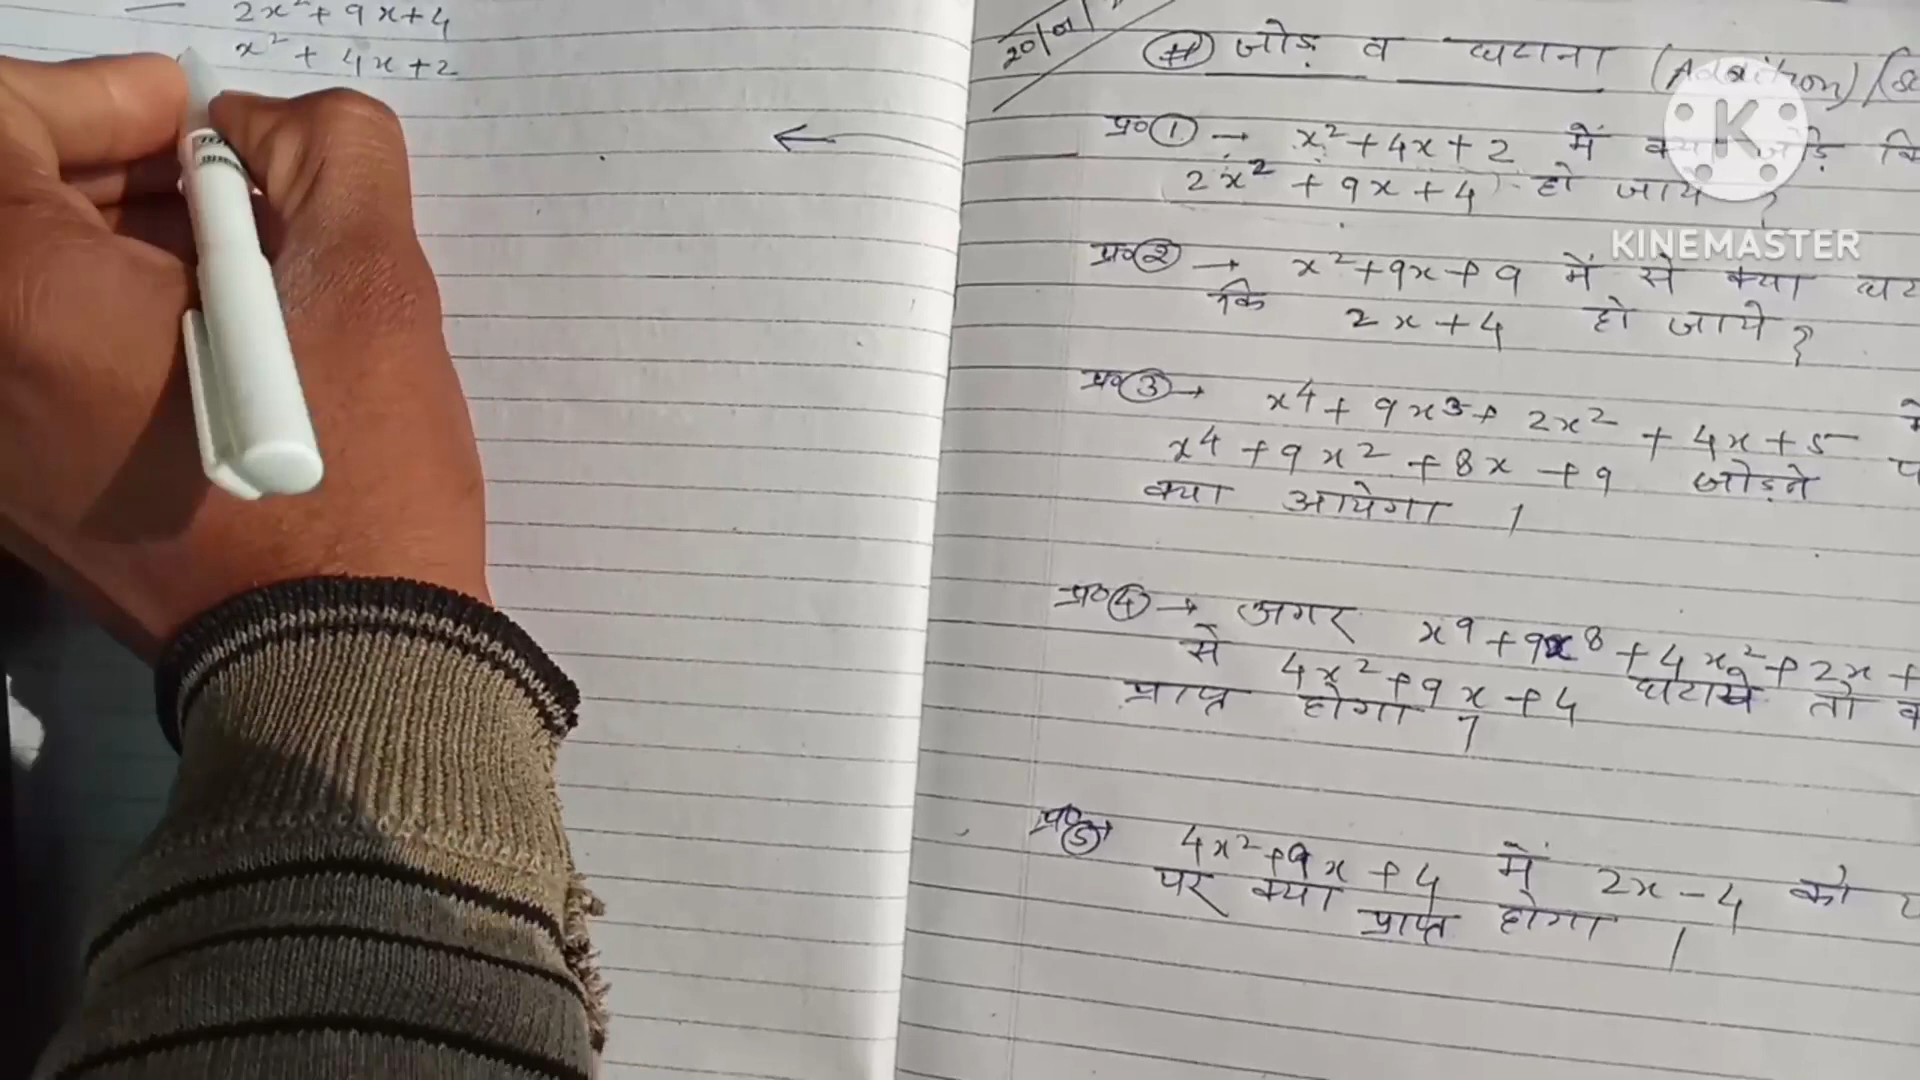 2x² + 9x + 4
x² + 4x + 2
20/01
# जोड़ व घटाना (Addition) /
प्र० ① → x² + 4x + 2 में क्या जोड़े कि
2x² + 9x + 4 हो जाये ?
K
KINEMASTER
प्र० ② → x² + 9x + 9 में से क्या
कि 2x + 4 हो जाये ?
प्र० ③ → x⁴ + 9x³ + 2x² + 4x + 5
x⁴ + 9x² + 8x + 9 जोड़ने
क्या आयेगा ।
प्र० ④ → अगर x⁹ + 9x⁸ + 4x² + 2x +
से 4x² + 9x + 4 घटाये तो
प्राप्त होगा ?
प्र० ⑤ 4x² + 9x + 4 में 2x - 4 को
पर क्या प्राप्त होगा ।